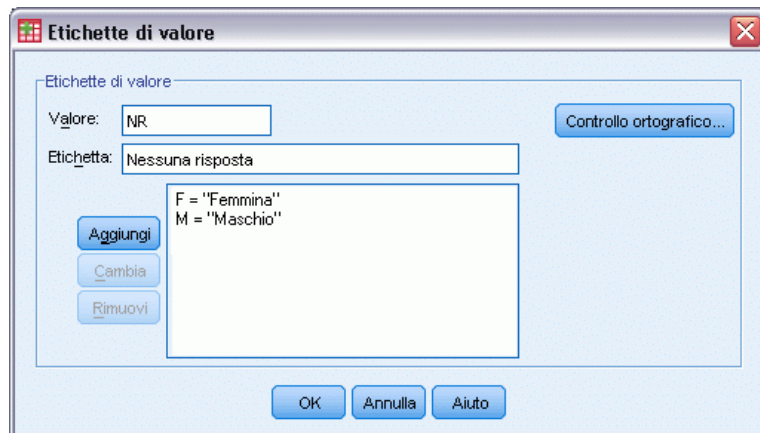 Etichette di valore
Etichette di valore
Valore: NR
Controllo ortografico...
Etichetta: Nessuna risposta
F = "Femmina"
M = "Maschio"
Aggiungi
Cambia
Rimuovi
OK Annulla Aiuto